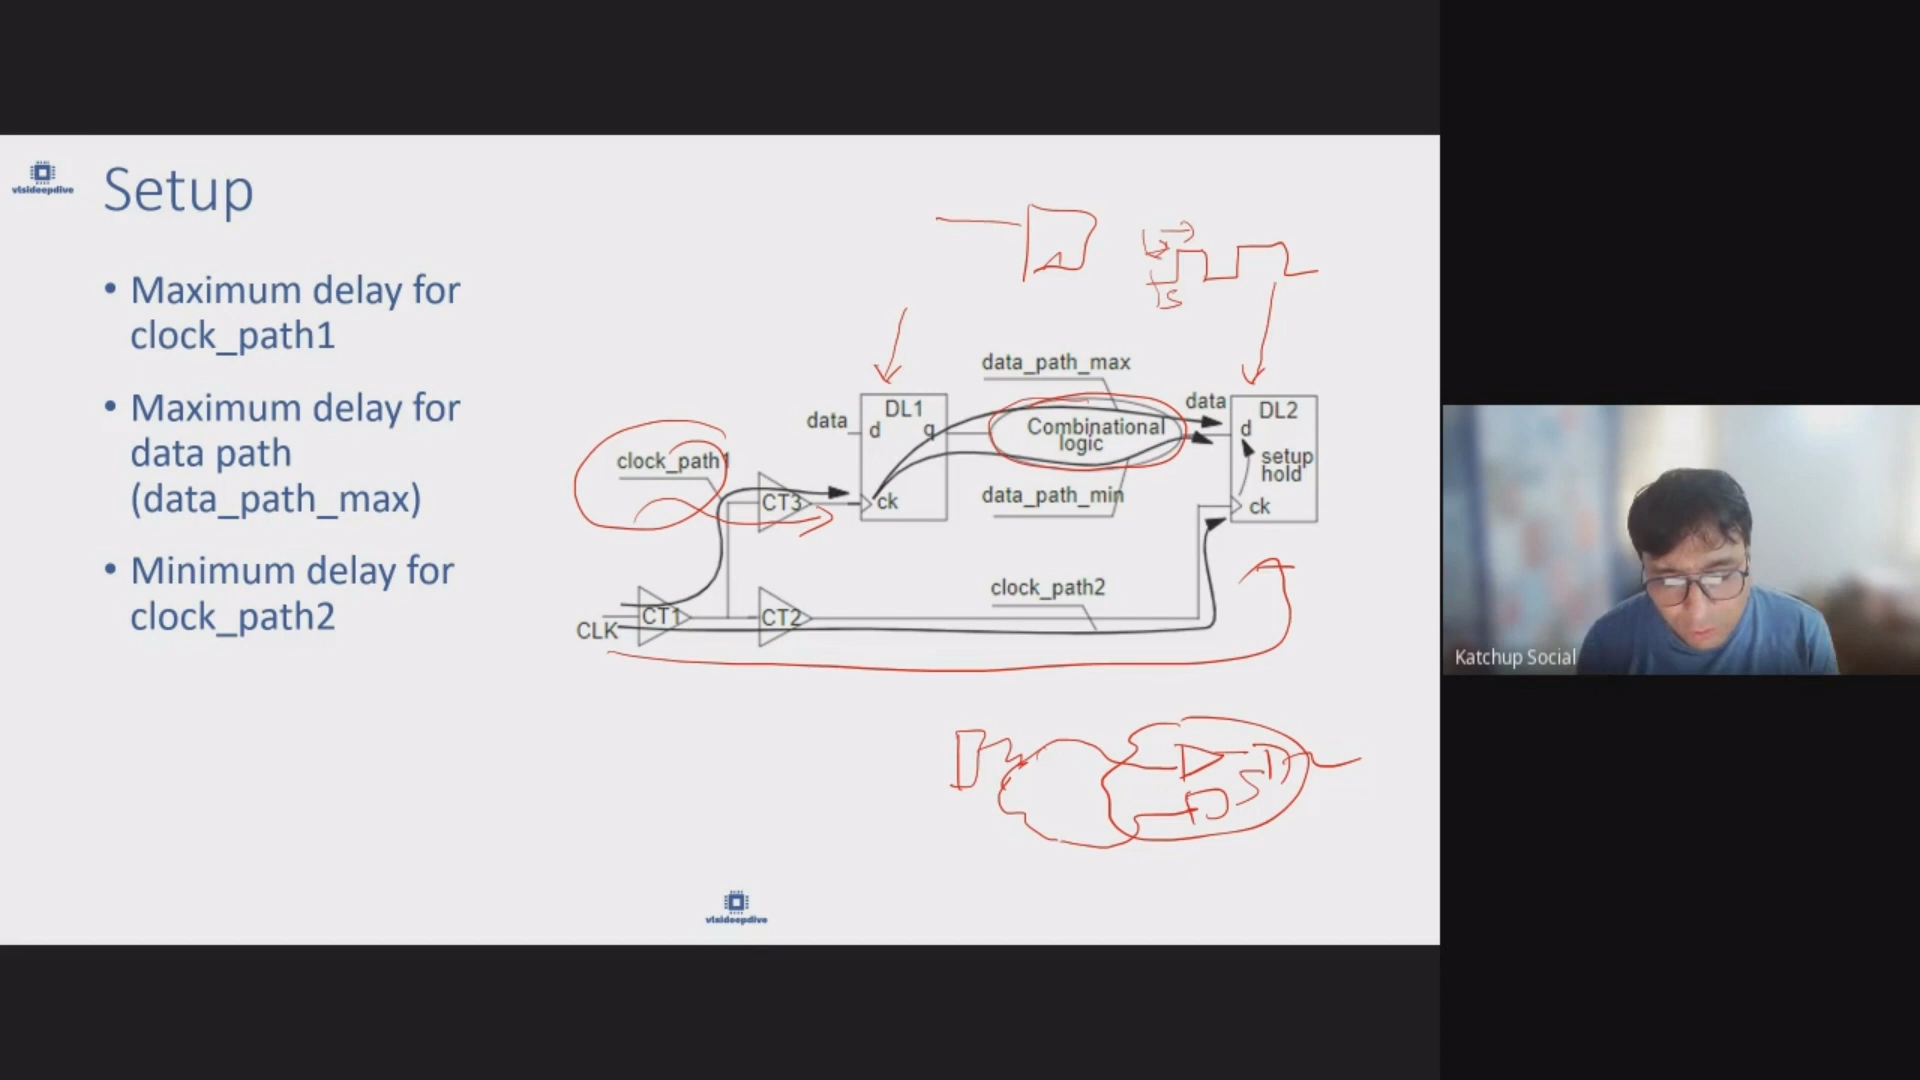 vlsideepdive
Setup
• Maximum delay for
clock_path1
• Maximum delay for
data path
(data_path_max)
• Minimum delay for
clock_path2
data_path_max
data
DL1
d
q
ck
Combinational
logic
data
DL2
d
setup
hold
ck
clock_path1
CT3
data_path_min
clock_path2
CT1
CT2
CLK
vlsideepdive
Katchup Social